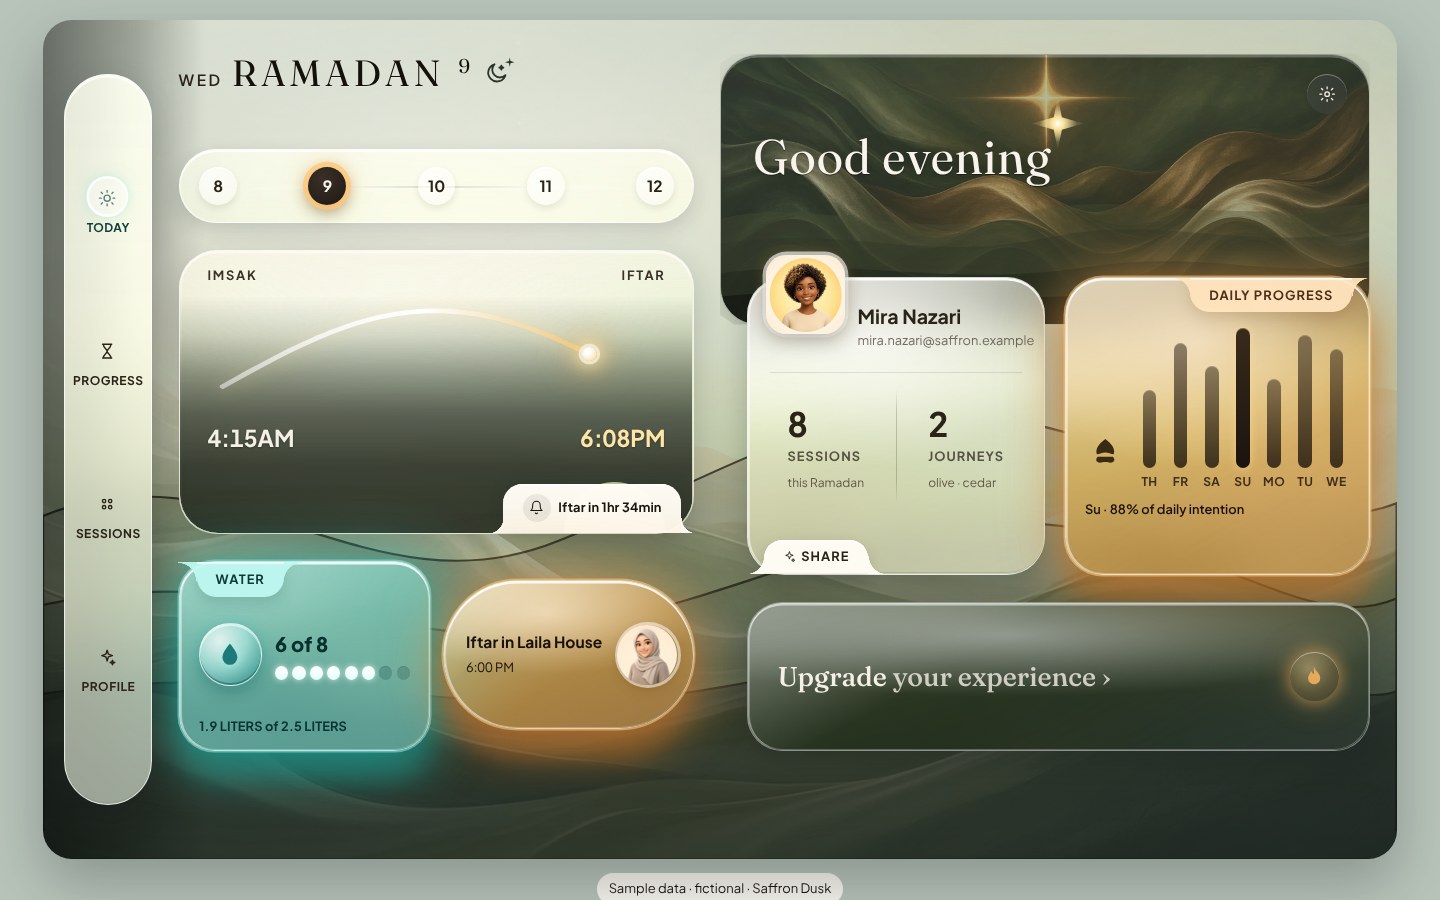 WED RAMADAN 9
8 9 10 11 12
IMSAK IFTAR
4:15AM 6:08PM
Iftar in 1hr 34min
TODAY
PROGRESS
SESSIONS
PROFILE
WATER
6 of 8
1.9 LITERS of 2.5 LITERS
Iftar in Laila House
6:00 PM
Good evening
Mira Nazari
mira.nazari@saffron.example
8
SESSIONS
this Ramadan
2
JOURNEYS
olive · cedar
SHARE
DAILY PROGRESS
TH FR SA SU MO TU WE
Su · 88% of daily intention
Upgrade your experience ›
Sample data · fictional · Saffron Dusk